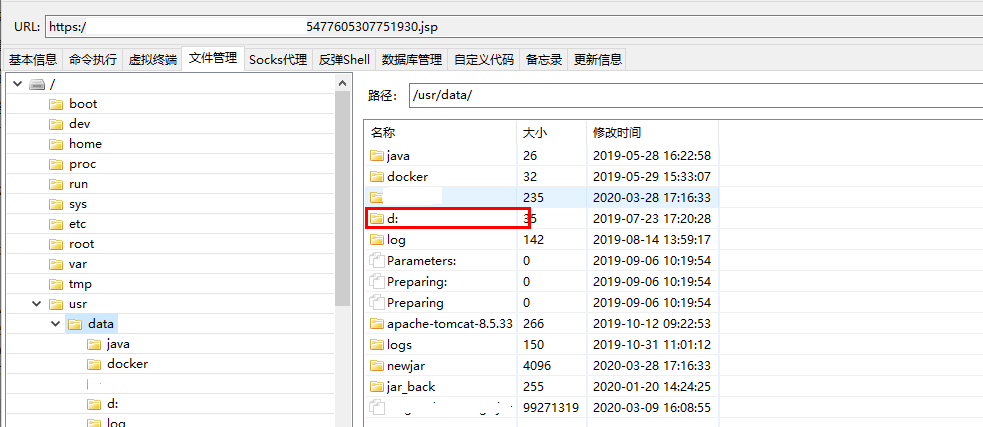 URL: https:/ 5477605307751930.jsp
基本信息 命令执行 虚拟终端 文件管理 Socks代理 反弹Shell 数据库管理 自定义代码 备忘录 更新信息
/
boot
dev
home
proc
run
sys
etc
root
var
tmp
usr
data
java
docker
d:
log
路径： /usr/data/
名称 大小 修改时间
java 26 2019-05-28 16:22:58
docker 32 2019-05-29 15:33:07
235 2020-03-28 17:16:33
d: 35 2019-07-23 17:20:28
log 142 2019-08-14 13:59:17
Parameters: 0 2019-09-06 10:19:54
Preparing: 0 2019-09-06 10:19:54
Preparing 0 2019-09-06 10:19:54
apache-tomcat-8.5.33 266 2019-10-12 09:22:53
logs 150 2019-10-31 11:01:12
newjar 4096 2020-03-28 17:16:33
jar_back 255 2020-01-20 14:24:25
99271319 2020-03-09 16:08:55